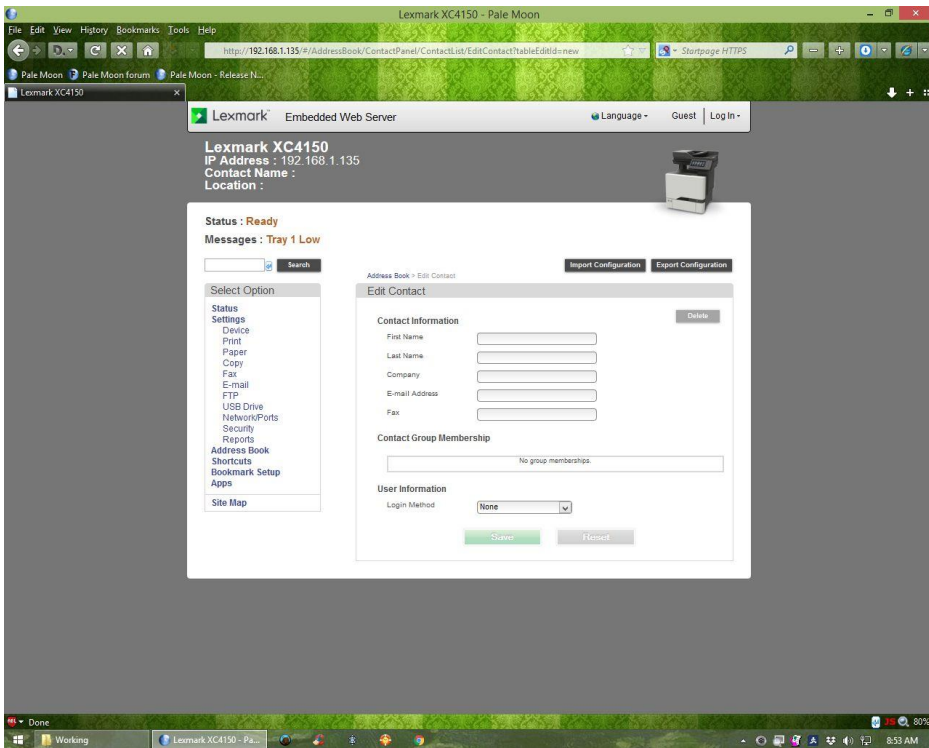 Lexmark XC4150 - Pale Moon
File Edit View History Bookmarks Tools Help
http://192.168.1.135/#/AddressBook/ContactPanel/ContactList/EditContact?tableEditId=new
Startpage HTTPS
Pale Moon Pale Moon forum Pale Moon - Release N...
Lexmark XC4150
Lexmark Embedded Web Server Language Guest Log In
Lexmark XC4150
IP Address : 192.168.1.135
Contact Name :
Location :
Status : Ready
Messages : Tray 1 Low
Search
Import Configuration Export Configuration
Address Book > Edit Contact
Select Option
Status
Settings
Device
Print
Paper
Copy
Fax
E-mail
FTP
USB Drive
Network/Ports
Security
Reports
Address Book
Shortcuts
Bookmark Setup
Apps
Site Map
Edit Contact
Delete
Contact Information
First Name
Last Name
Company
E-mail Address
Fax
Contact Group Membership
No group memberships.
User Information
Login Method None
Save Reset
Done
JS 80%
Working Lexmark XC4150 - Pa... 8:53 AM